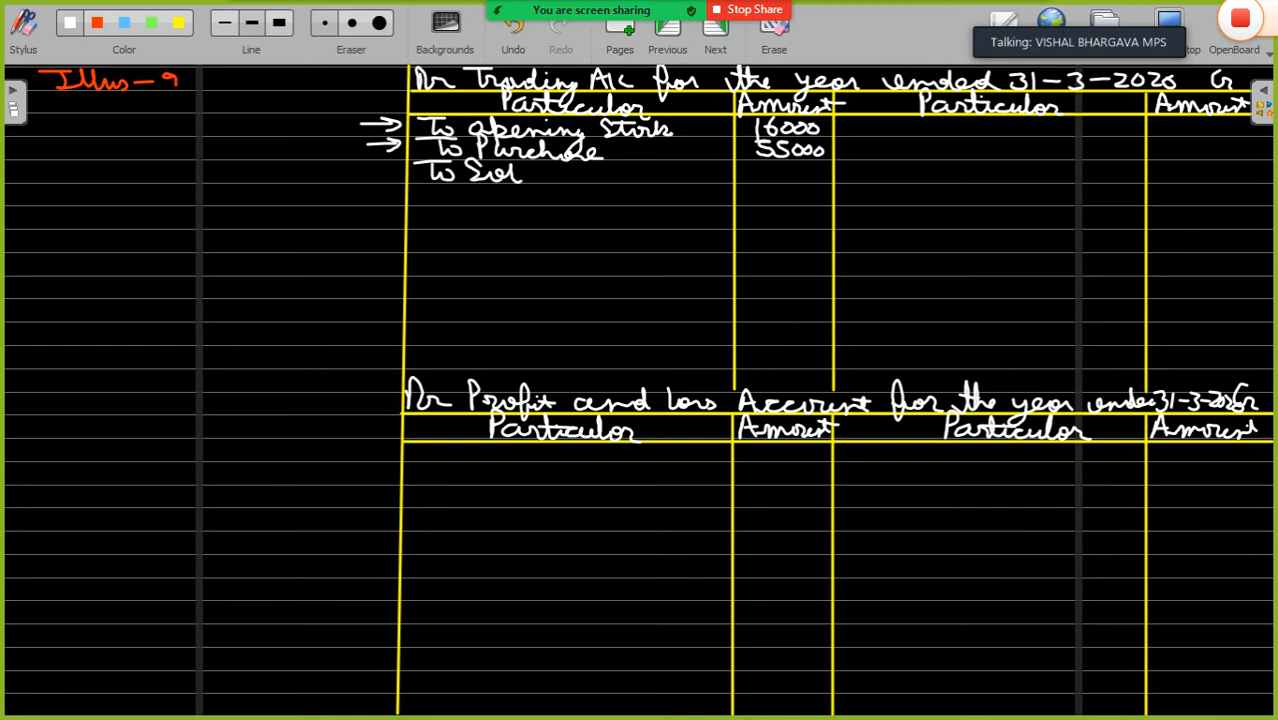 You are screen sharing
Stop Share
Stylus
Color
Line
Eraser
Backgrounds
Undo
Redo
Pages
Previous
Next
Erase
Talking: VISHAL BHARGAVA MPS
OpenBoard
Illus-9
Dr Trading A/C for the year ended 31-3-2020 Cr
Particular Amount Particular Amount
To opening Stock 16000
To Purchase 55000
To Sal
Dr Profit and Loss Account for the year ended 31-3-2020 Cr
Particular Amount Particular Amount